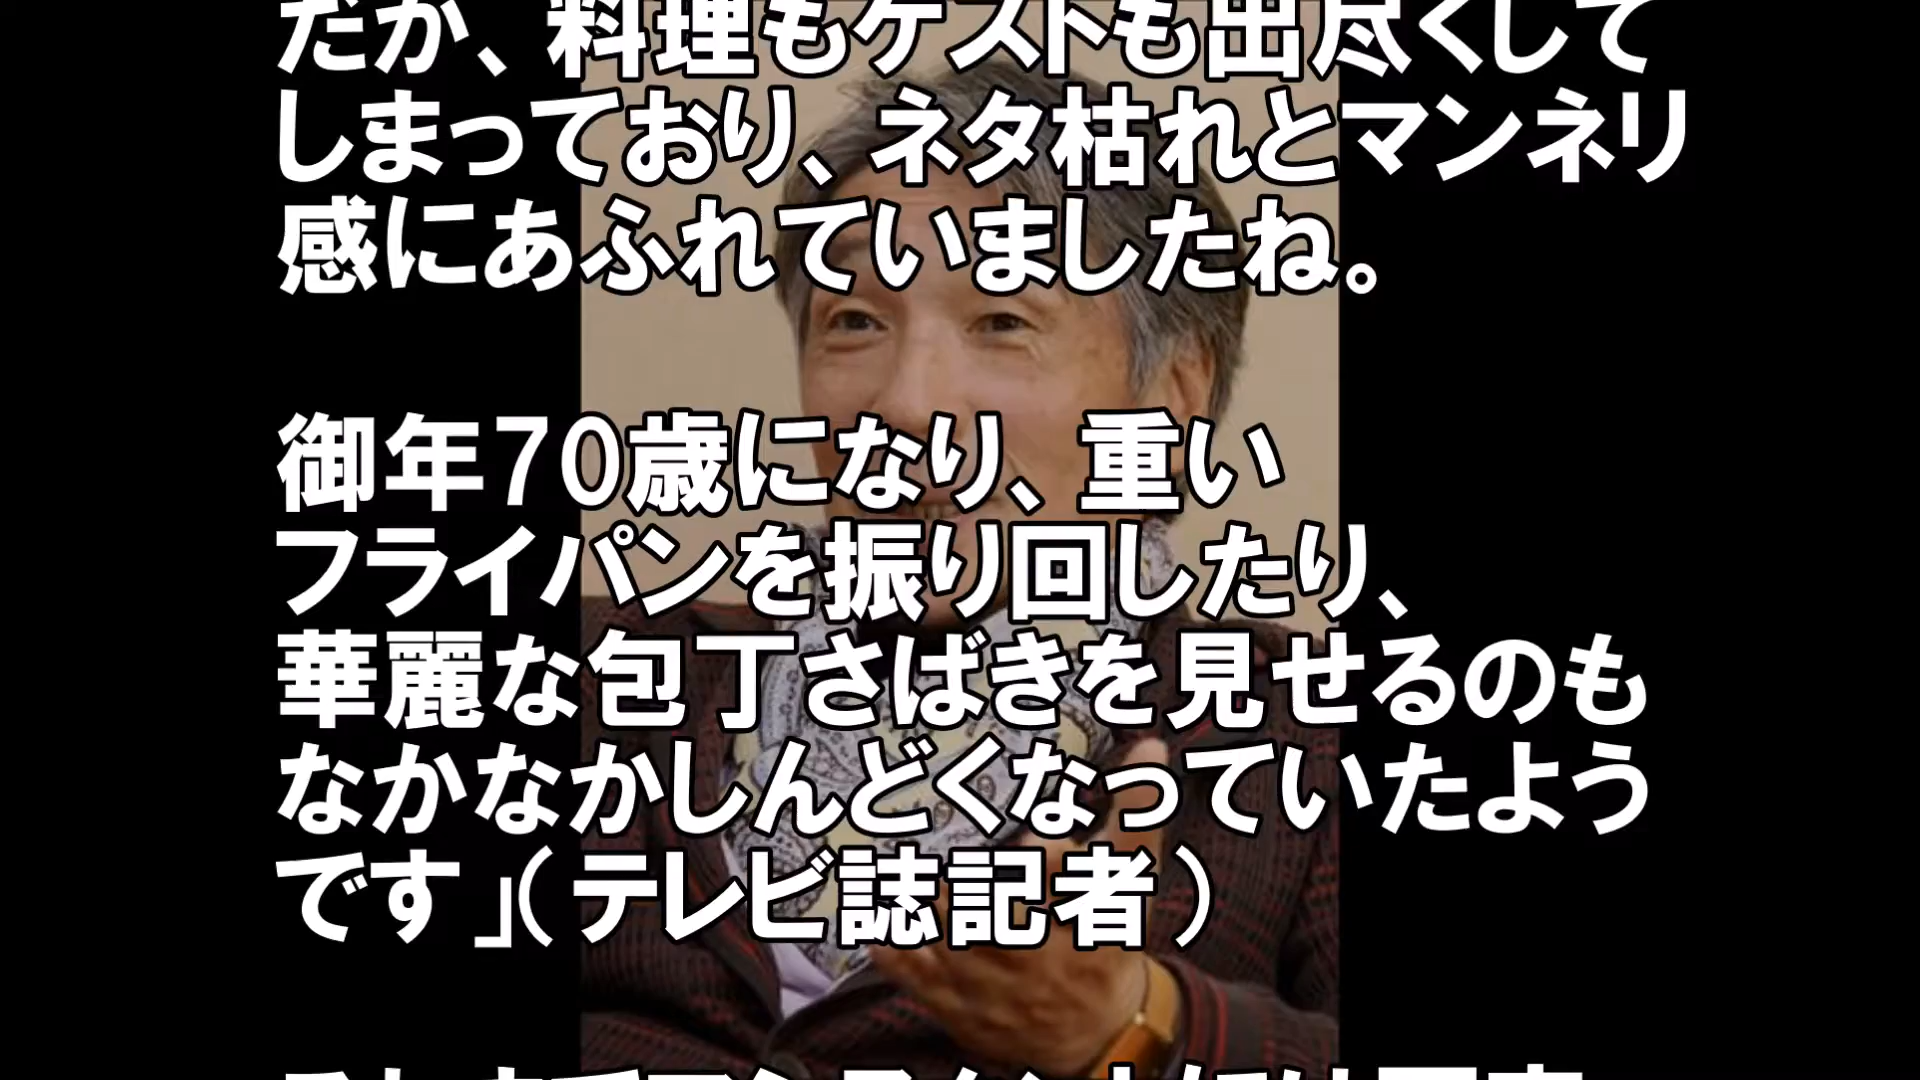 だが、料理もゲストも出尽くして
しまっており、ネタ枯れとマンネリ
感にあふれていましたね。
御年70歳になり、重い
フライパンを振り回したり、
華麗な包丁さばきを見せるのも
なかなかしんどくなっていたよう
です」（テレビ誌記者）